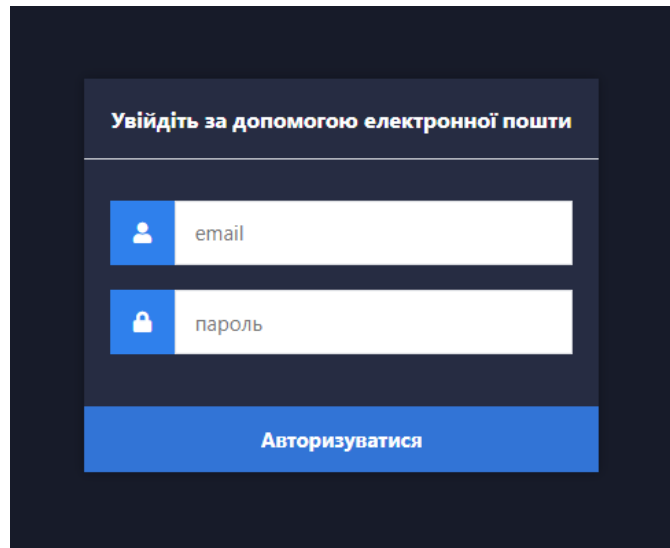 Увійдіть за допомогою електронної пошти
email
пароль
Авторизуватися